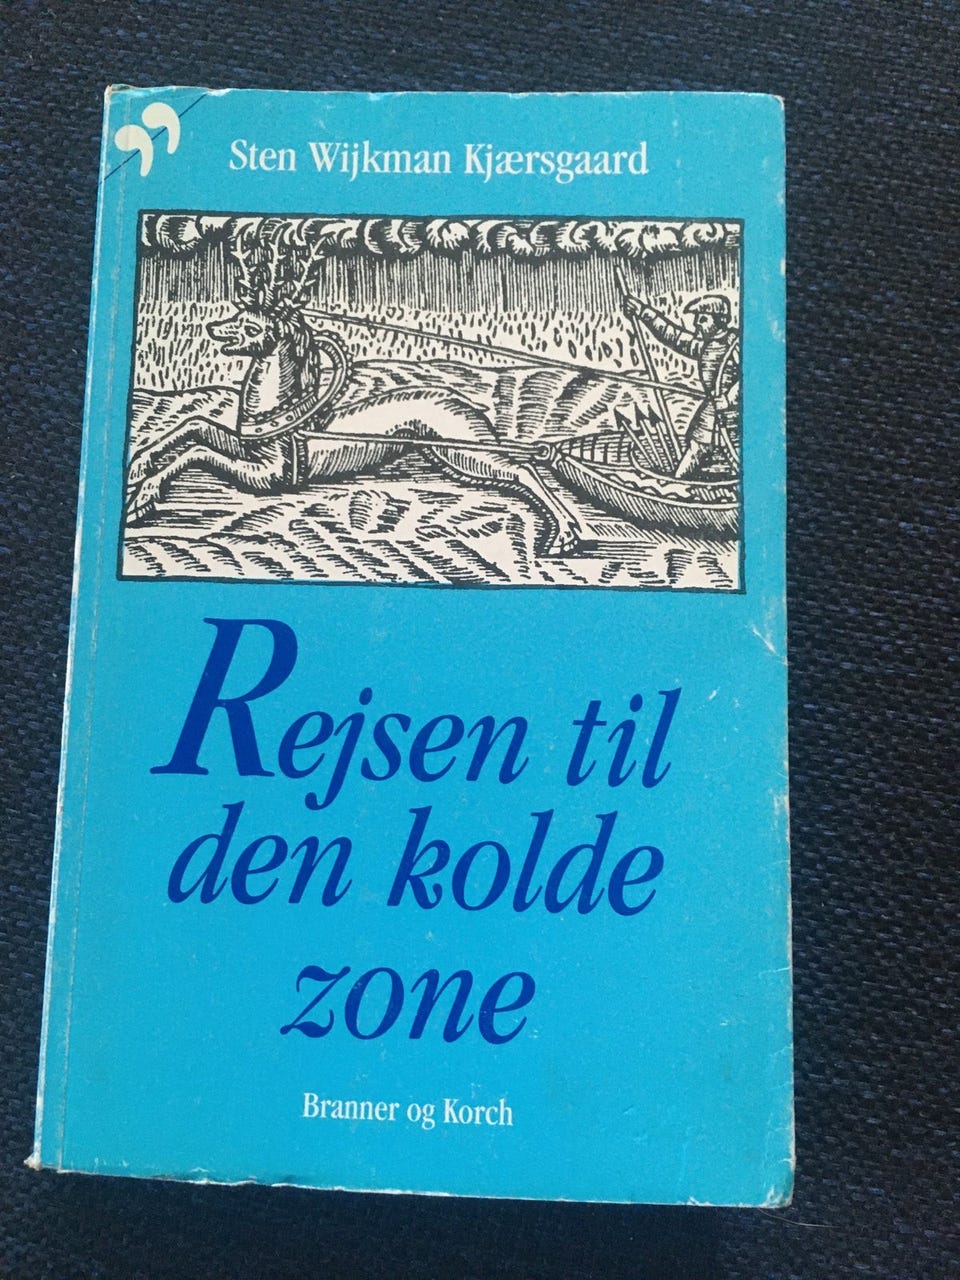 Sten Wijkman Kjærsgaard
Rejsen til
den kolde
zone
Branner og Korch